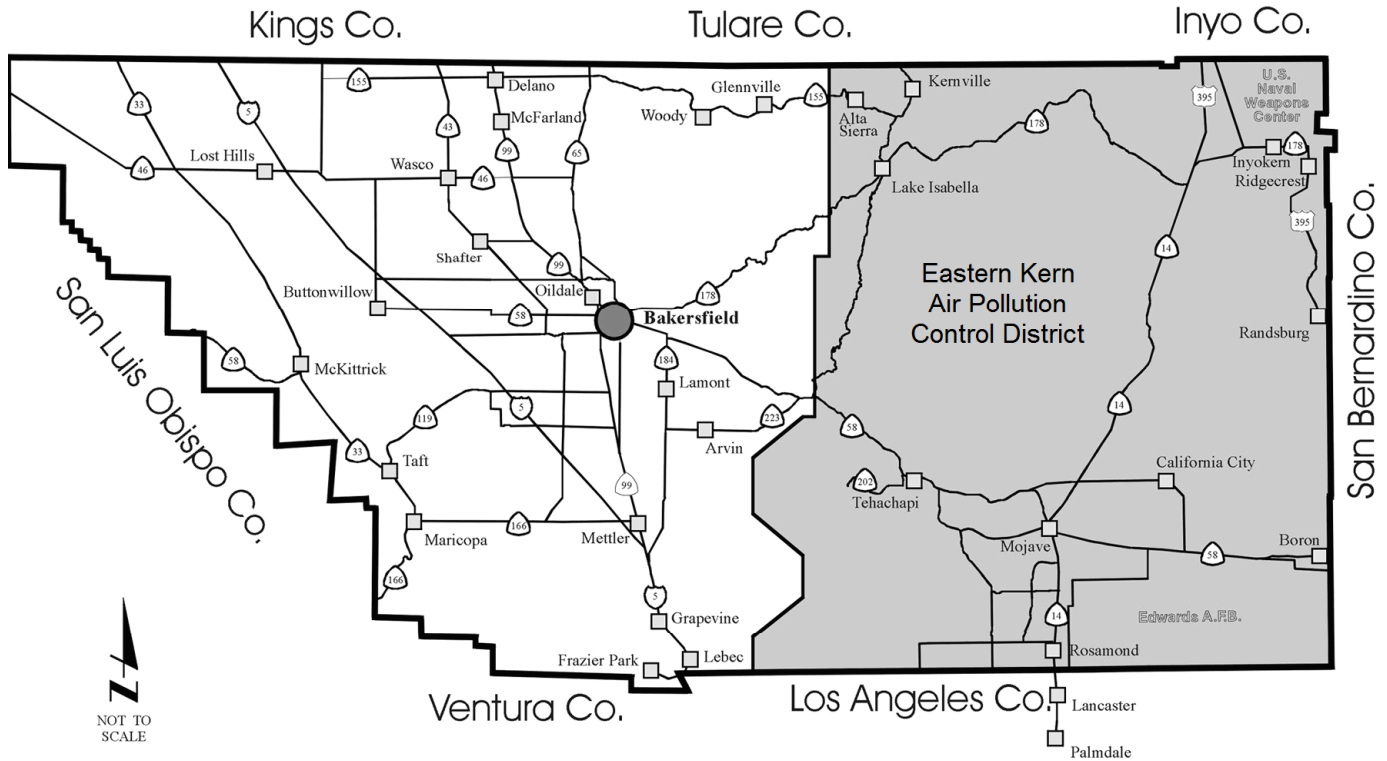 Kings Co.
Tulare Co.
Inyo Co.
33
5
155
Delano
McFarland
43
99
65
Woody
Glennville
155
Alta
Sierra
Kernville
178
395
U.S.
Naval
Weapons
Center
Inyokern
178
Ridgecrest
395
46
Lost Hills
Wasco
46
Lake Isabella
14
San Bernardino Co.
Shafter
99
Buttonwillow
Oildale
58
Bakersfield
178
Eastern Kern
Air Pollution
Control District
Randsburg
San Luis Obispo Co.
58
McKittrick
184
Lamont
119
5
223
Arvin
58
14
33
Taft
99
202
Tehachapi
California City
Maricopa
166
Mettler
Mojave
58
Boron
166
5
Grapevine
14
Edwards A.F.B.
Frazier Park
Lebec
Rosamond
N
NOT TO
SCALE
Ventura Co.
Los Angeles Co.
Lancaster
Palmdale